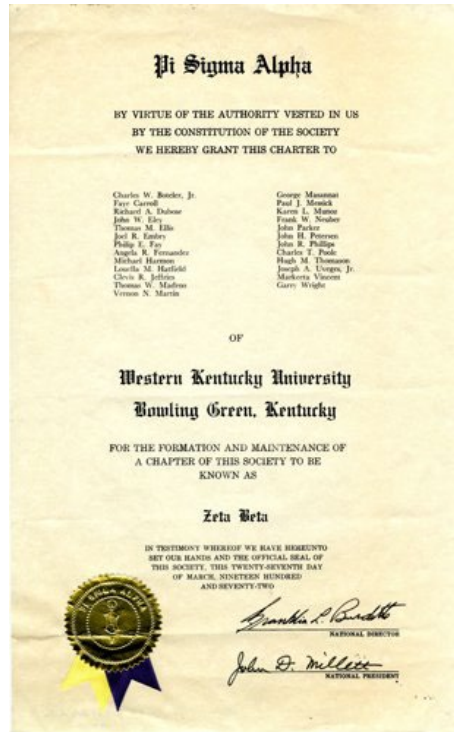 Pi Sigma Alpha
BY VIRTUE OF THE AUTHORITY VESTED IN US
BY THE CONSTITUTION OF THE SOCIETY
WE HEREBY GRANT THIS CHARTER TO
Charles W. Boteler, Jr.
Faye Carroll
Richard A. Dubose
John W. Eley
Thomas M. Ellis
Joel R. Embry
Philip E. Fay
Angela R. Fernandez
Michael Harmon
Louella M. Hatfield
Clevis R. Jeffries
Thomas W. Madron
Vernon N. Martin
George Masannat
Paul J. Messick
Karen L. Munoz
Frank W. Neuber
John Parker
John H. Petersen
John R. Phillips
Charles T. Poole
Hugh M. Thomason
Joseph A. Uveges, Jr.
Vincent
Garry Wright
OF
Western Kentucky University
Bowling Green, Kentucky
FOR THE FORMATION AND MAINTENANCE OF
A CHAPTER OF THIS SOCIETY TO BE
KNOWN AS
Zeta Beta
IN TESTIMONY WHEREOF WE HAVE HEREUNTO
SET OUR HANDS AND THE OFFICIAL SEAL OF
THIS SOCIETY, THIS TWENTY-SEVENTH DAY
OF MARCH, NINETEEN HUNDRED
AND SEVENTY-TWO
PI SIGMA ALPHA
Franklin L. Burdette
NATIONAL DIRECTOR
John D. Millett
NATIONAL PRESIDENT